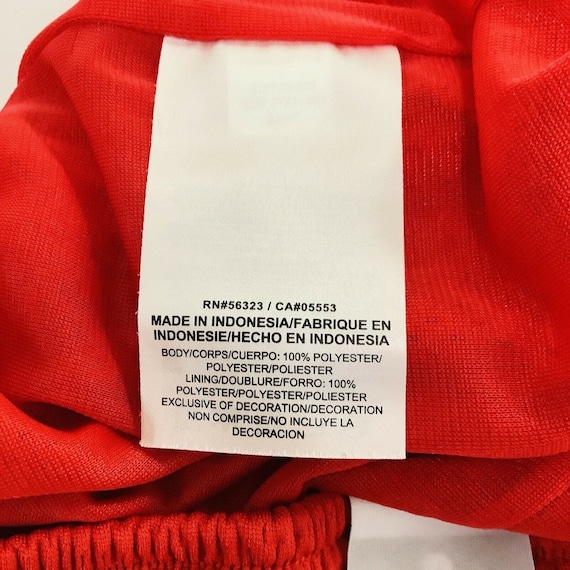 RN#56323 / CA#05553
MADE IN INDONESIA/FABRIQUE EN
INDONESIE/HECHO EN INDONESIA
BODY/CORPS/CUERPO: 100% POLYESTER/
POLYESTER/POLIESTER
LINING/DOUBLURE/FORRO: 100%
POLYESTER/POLYESTER/POLIESTER
EXCLUSIVE OF DECORATION/DECORATION
NON COMPRISE/NO INCLUYE LA
DECORACION